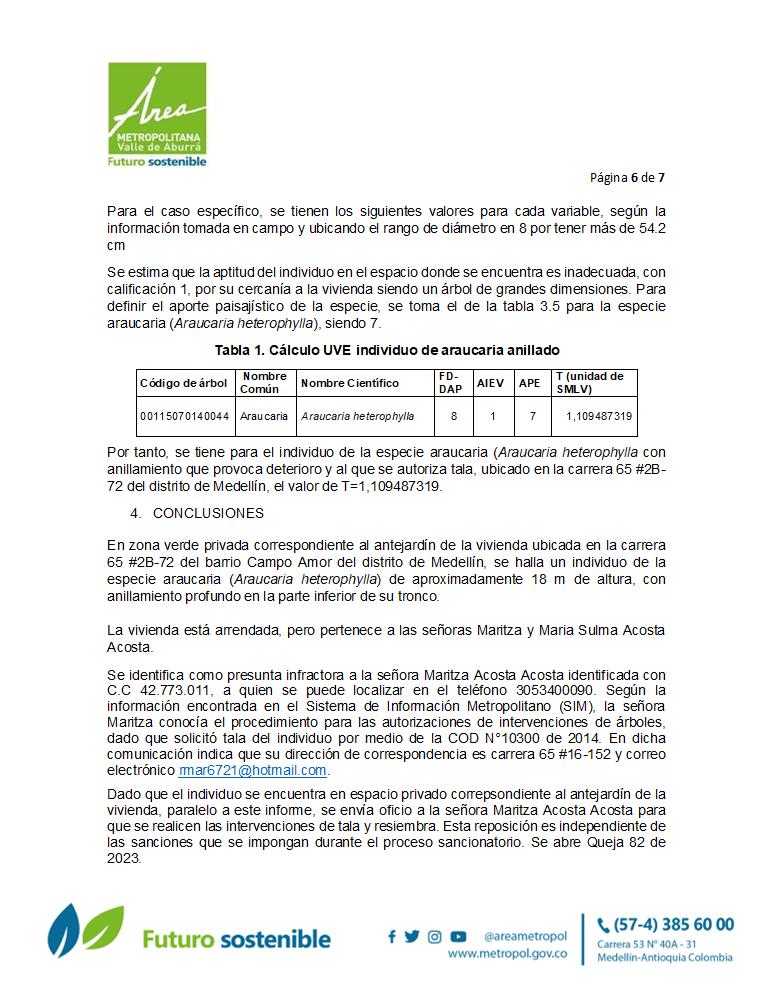 Área
METROPOLITANA
Valle de Aburrá
Futuro sostenible
Página 6 de 7
Para el caso específico, se tienen los siguientes valores para cada variable, según la
información tomada en campo y ubicando el rango de diámetro en 8 por tener más de 54.2
cm
Se estima que la aptitud del individuo en el espacio donde se encuentra es inadecuada, con
calificación 1, por su cercanía a la vivienda siendo un árbol de grandes dimensiones. Para
definir el aporte paisajístico de la especie, se toma el de la tabla 3.5 para la especie
araucaria (Araucaria heterophylla), siendo 7.
Tabla 1. Cálculo UVE individuo de araucaria anillado
Código de árbol Nombre Común Nombre Científico FD-DAP AIEV APE T (unidad de SMLV)
00115070140044 Araucaria Araucaria heterophylla 8 1 7 1,109487319
Por tanto, se tiene para el individuo de la especie araucaria (Araucaria heterophylla con
anillamiento que provoca deterioro y al que se autoriza tala, ubicado en la carrera 65 #2B-
72 del distrito de Medellín, el valor de T=1,109487319.
4. CONCLUSIONES
En zona verde privada correspondiente al antejardín de la vivienda ubicada en la carrera
65 #2B-72 del barrio Campo Amor del distrito de Medellín, se halla un individuo de la
especie araucaria (Araucaria heterophylla) de aproximadamente 18 m de altura, con
anillamiento profundo en la parte inferior de su tronco.
La vivienda está arrendada, pero pertenece a las señoras Maritza y Maria Sulma Acosta
Acosta.
Se identifica como presunta infractora a la señora Maritza Acosta Acosta identificada con
C.C 42.773.011, a quien se puede localizar en el teléfono 3053400090. Según la
información encontrada en el Sistema de Información Metropolitano (SIM), la señora
Maritza conocía el procedimiento para las autorizaciones de intervenciones de árboles,
dado que solicitó tala del individuo por medio de la COD N°10300 de 2014. En dicha
comunicación indica que su dirección de correspondencia es carrera 65 #16-152 y correo
electrónico rmar6721@hotmail.com.
Dado que el individuo se encuentra en espacio privado correpsondiente al antejardín de la
vivienda, paralelo a este informe, se envía oficio a la señora Maritza Acosta Acosta para
que se realicen las intervenciones de tala y resiembra. Esta reposición es independiente de
las sanciones que se impongan durante el proceso sancionatorio. Se abre Queja 82 de
2023.
Futuro sostenible
@areametropol
www.metropol.gov.co
(57-4) 385 60 00
Carrera 53 N° 40A - 31
Medellín-Antioquia Colombia